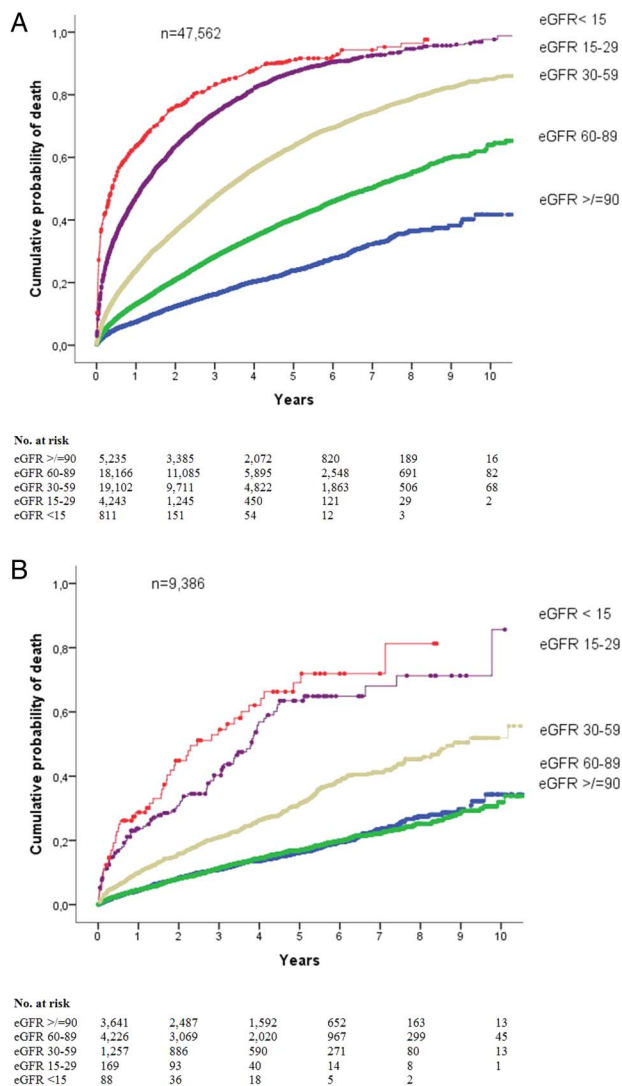 A
n=47,562
eGFR< 15
eGFR 15-29
eGFR 30-59
eGFR 60-89
eGFR >/=90
Cumulative probability of death
1,0
0,8
0,6
0,4
0,2
0,0
0 1 2 3 4 5 6 7 8 9 10
Years
No. at risk
eGFR >/=90 5,235 3,385 2,072 820 189 16
eGFR 60-89 18,166 11,085 5,895 2,548 691 82
eGFR 30-59 19,102 9,711 4,822 1,863 506 68
eGFR 15-29 4,243 1,245 450 121 29 2
eGFR <15 811 151 54 12 3
B
n=9,386
eGFR < 15
eGFR 15-29
eGFR 30-59
eGFR 60-89
eGFR >/=90
Cumulative probability of death
1,0
0,8
0,6
0,4
0,2
0,0
0 1 2 3 4 5 6 7 8 9 10
Years
No. at risk
eGFR >/=90 3,641 2,487 1,592 652 163 13
eGFR 60-89 4,226 3,069 2,020 967 299 45
eGFR 30-59 1,257 886 590 271 80 13
eGFR 15-29 169 93 40 14 8 1
eGFR <15 88 36 18 5 2